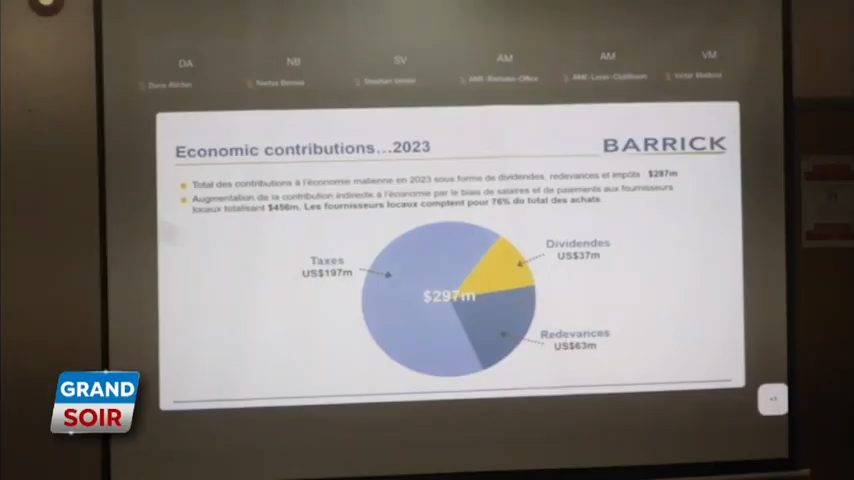 DA NB SV AM AM VM
Economic contributions...2023
BARRICK
Total des contributions à l'économie malienne en 2023 sous forme de dividendes, redevances et impôts $297m
Augmentation de la contribution indirecte à l'économie par le biais de salaires et de paiements aux fournisseurs
locaux totalisant $456m. Les fournisseurs locaux comptent pour 76% du total des achats
Taxes
US$197m
Dividendes
US$37m
$297m
Redevances
US$63m
GRAND
SOIR